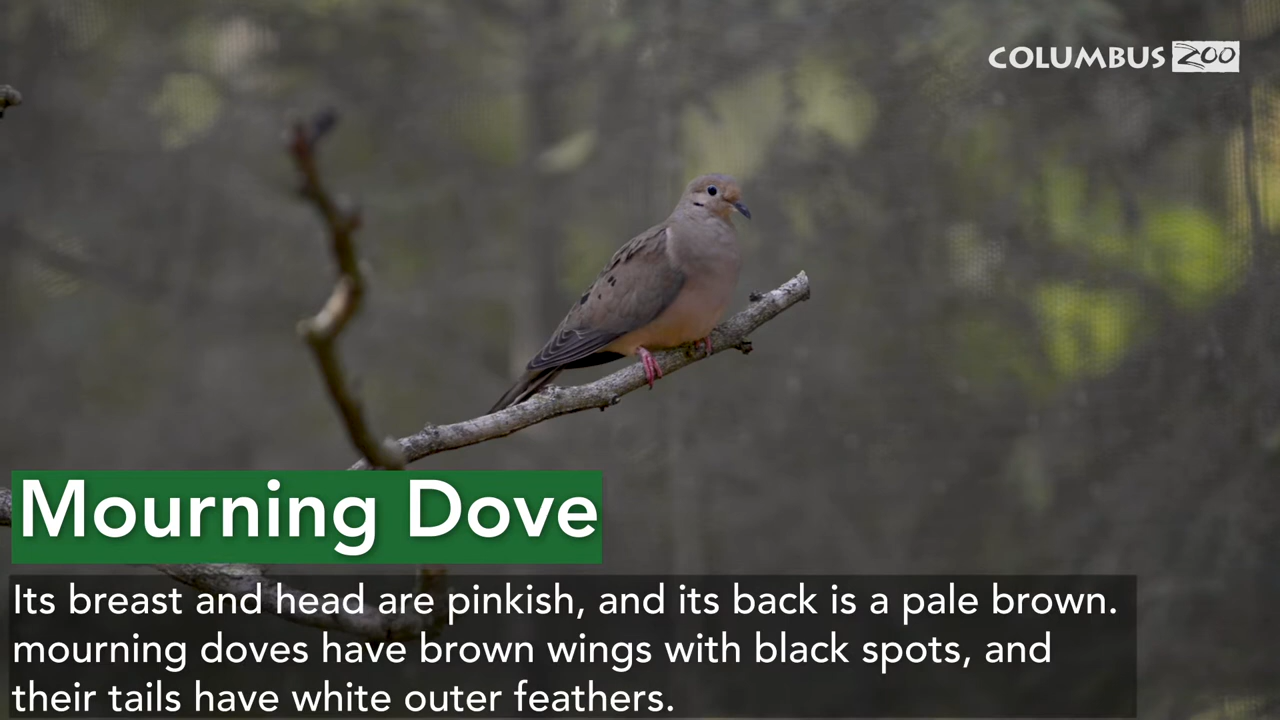 COLUMBUS ZOO
Mourning Dove
Its breast and head are pinkish, and its back is a pale brown.
mourning doves have brown wings with black spots, and
their tails have white outer feathers.